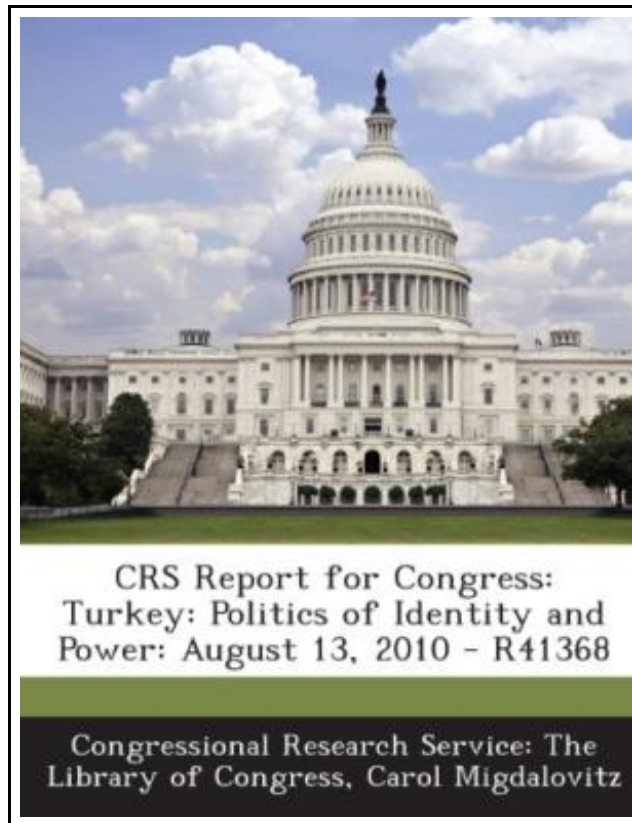 CRS Report for Congress:
Turkey: Politics of Identity and
Power: August 13, 2010 - R41368
Congressional Research Service: The
Library of Congress, Carol Migdalovitz